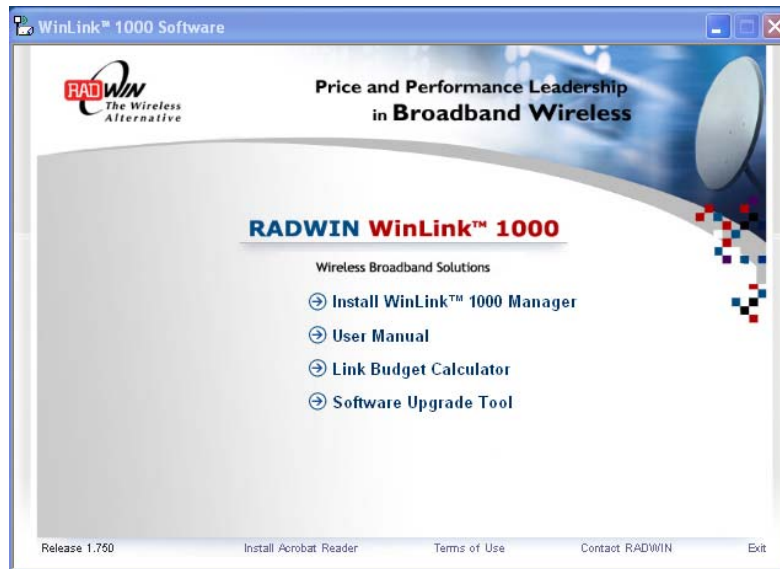 WinLink™ 1000 Software
RADWIN
The Wireless
Alternative
Price and Performance Leadership
in Broadband Wireless
RADWIN WinLink™ 1000
Wireless Broadband Solutions
Install WinLink™ 1000 Manager
User Manual
Link Budget Calculator
Software Upgrade Tool
Release 1.750 Install Acrobat Reader Terms of Use Contact RADWIN Exit